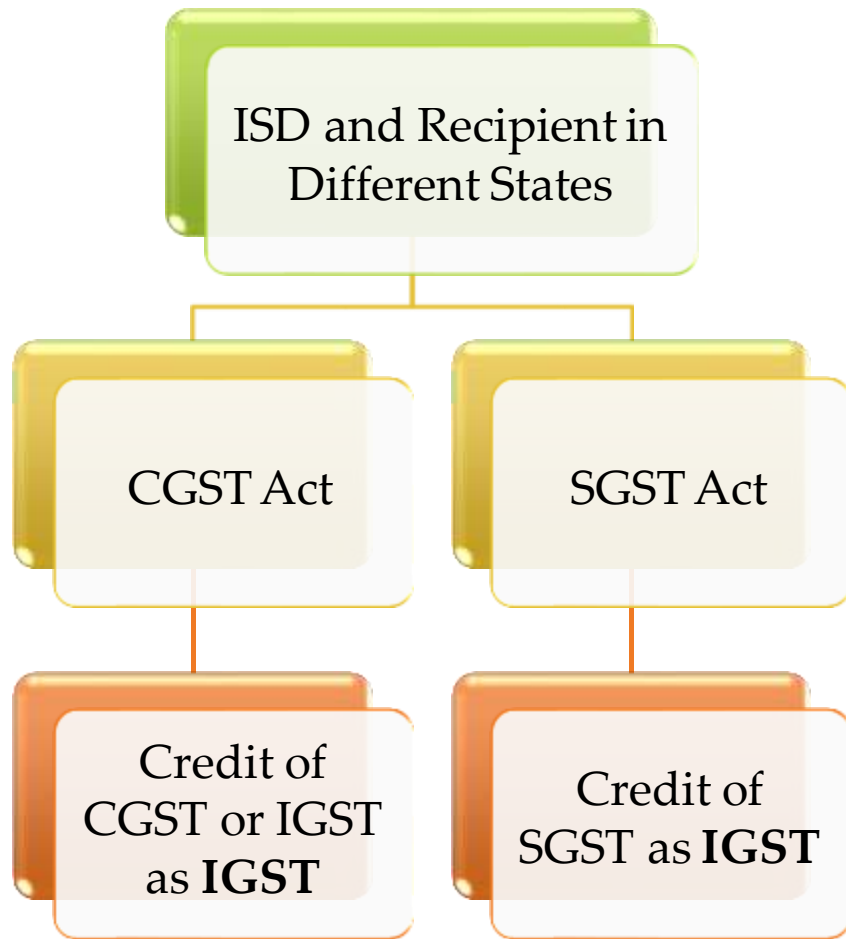 ISD and Recipient in
Different States
CGST Act
SGST Act
Credit of
CGST or IGST
as IGST
Credit of
SGST as IGST